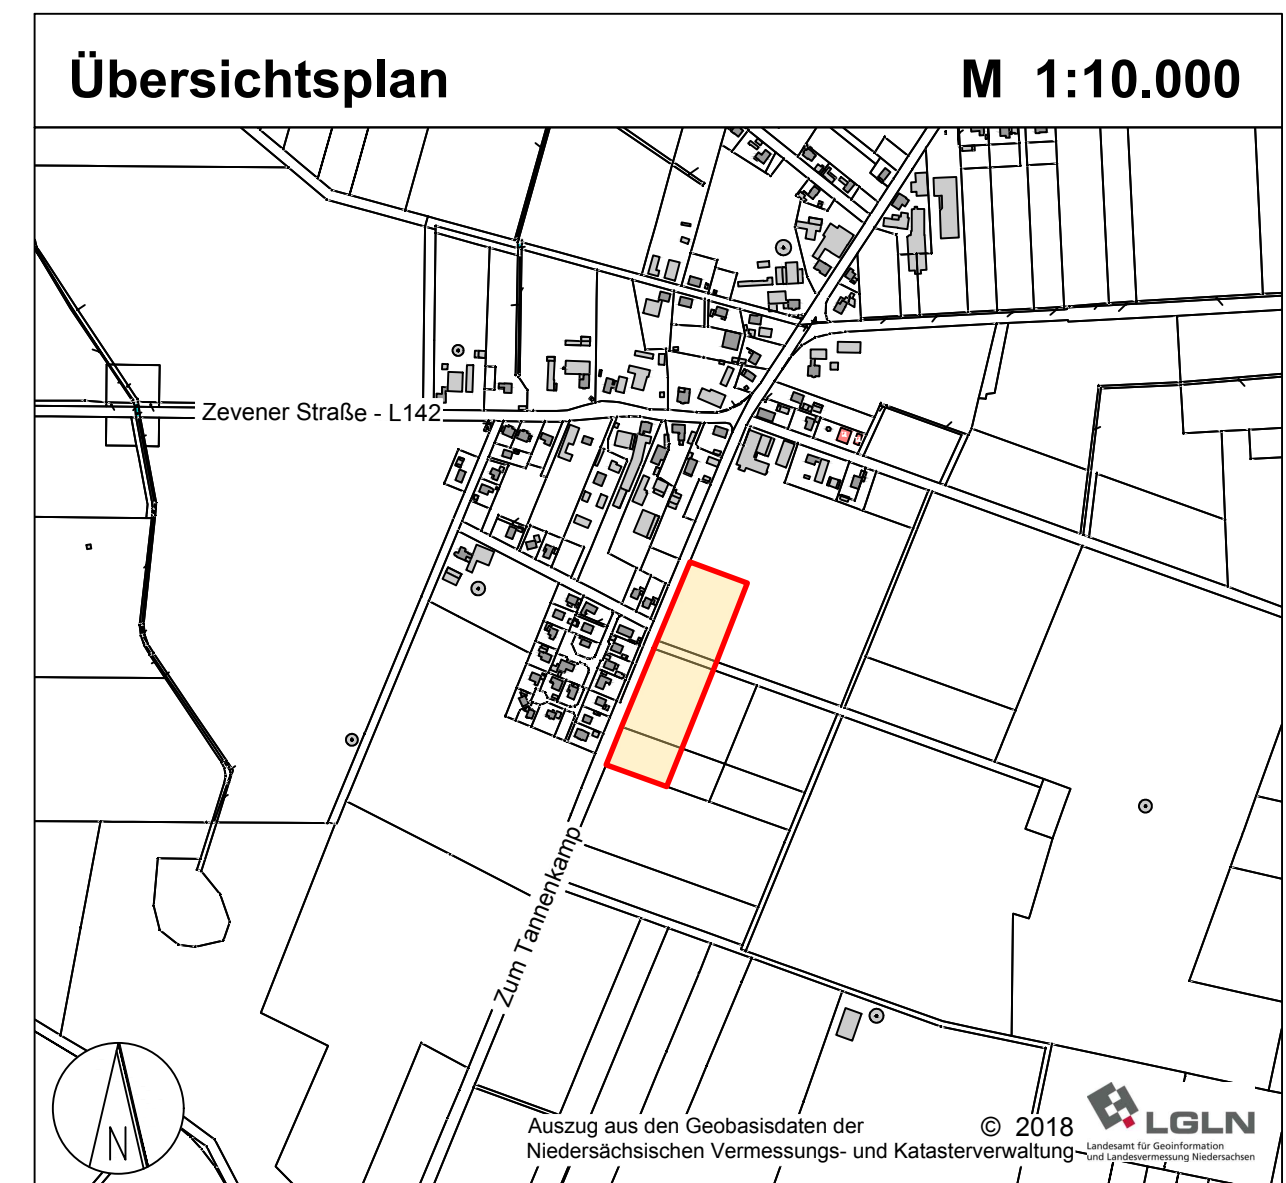 Übersichtsplan M 1:10.000
Zevener Straße - L142
Zum Tannenkamp
N
Auszug aus den Geobasisdaten der © 2018
Niedersächsischen Vermessungs- und Katasterverwaltung
LGLN
Landesamt für Geoinformation
und Landesvermessung Niedersachsen